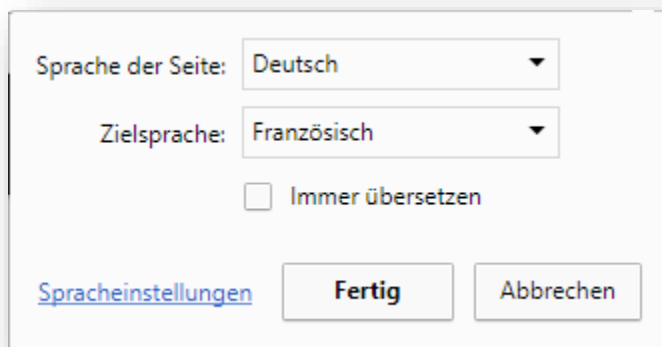 Sprache der Seite: Deutsch
Zielsprache: Französisch
Immer übersetzen
Spracheinstellungen Fertig Abbrechen